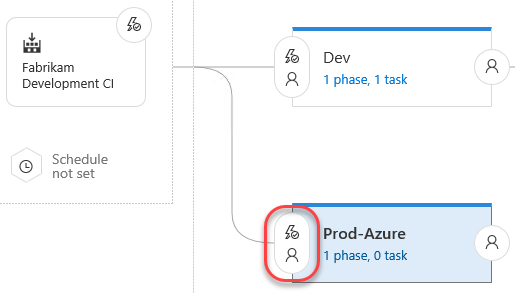 Fabrikam
Development CI
Schedule
not set
Dev
1 phase, 1 task
Prod-Azure
1 phase, 0 task